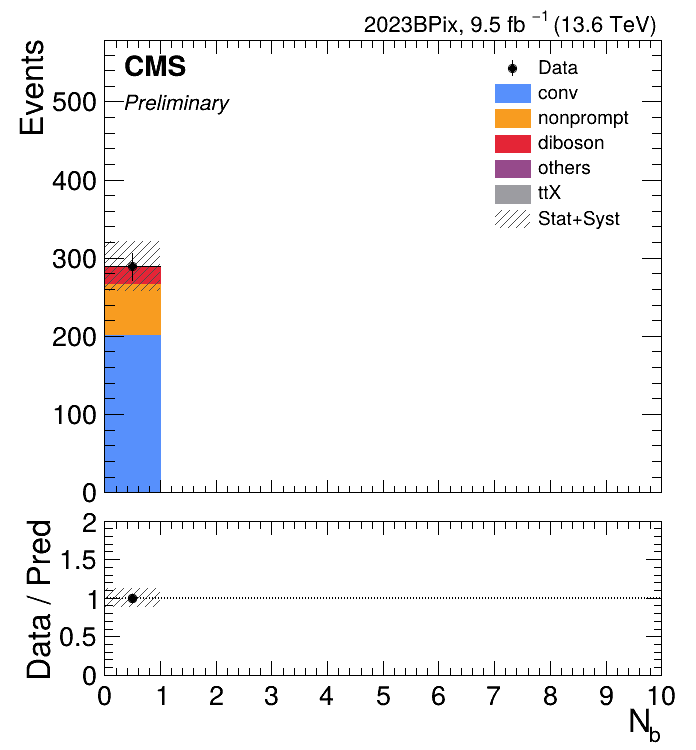 2023BPix, 9.5 fb⁻¹ (13.6 TeV)
CMS
Preliminary
Events
500
400
300
200
100
0
Data
conv
nonprompt
diboson
others
ttX
Stat+Syst
Data / Pred
2
1.5
1
0.5
0
0 1 2 3 4 5 6 7 8 9 10
N_b